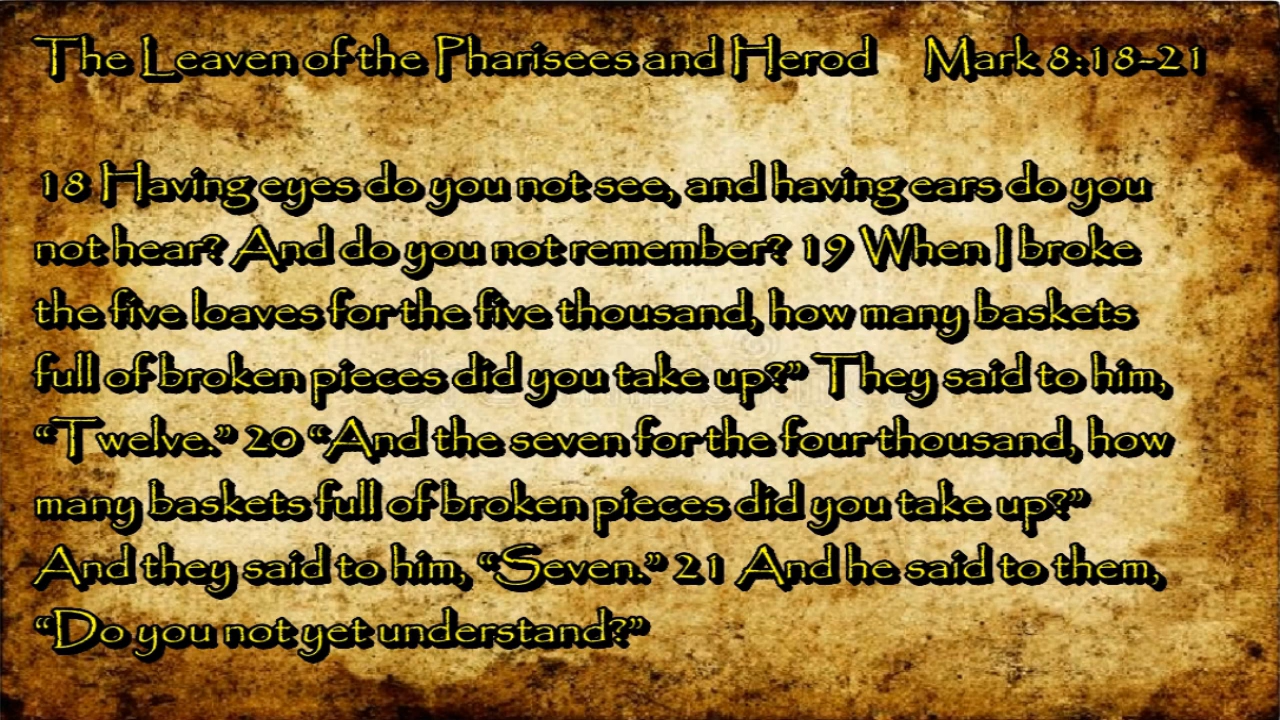 The Leaven of the Pharisees and Herod Mark 8:18-21
18 Having eyes do you not see, and having ears do you
not hear? And do you not remember? 19 When I broke
the five loaves for the five thousand, how many baskets
full of broken pieces did you take up?” They said to him,
“Twelve.” 20 “And the seven for the four thousand, how
many baskets full of broken pieces did you take up?”
And they said to him, “Seven.” 21 And he said to them,
“Do you not yet understand?”